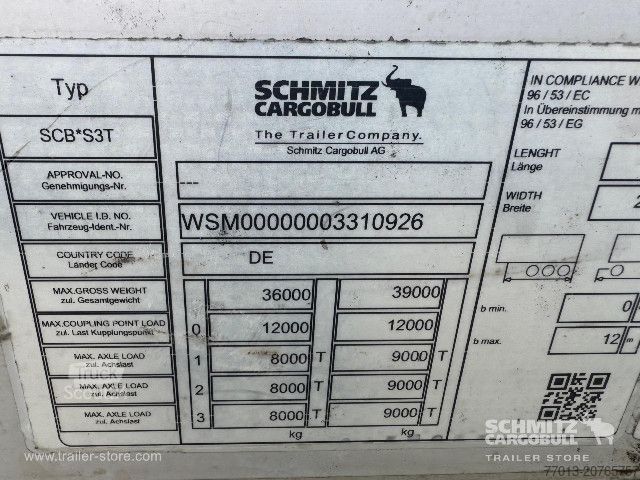 Typ
SCB*S3T
SCHMITZ
CARGOBULL
The TrailerCompany.
Schmitz Cargobull AG
IN COMPLIANCE W
96 / 53 / EC
in Übereinstimmung m
96 / 53 / EG
APPROVAL-NO.
Genehmigungs-Nr.
---
LENGHT
Länge
VEHICLE I.D. NO.
Fahrzeug-Ident.-Nr.
WSM00000003310926
WIDTH
Breite
2
COUNTRY CODE
Länder Code
DE
MAX.GROSS WEIGHT
zul. Gesamtgewicht
36000 39000
b min. 0
MAX.COUPLING POINT LOAD
zul. Last Kupplungspunkt
0 12000 12000
b max. 12 m
MAX. AXLE LOAD
zul. Achslast
1 8000 T 9000 T
MAX. AXLE LOAD
zul. Achslast
2 8000 T 9000 T
MAX. AXLE LOAD
zul. Achslast
3 8000 T 9000 T
kg kg
SCHMITZ
CARGOBULL
TRAILER STORE
www.trailer-store.com